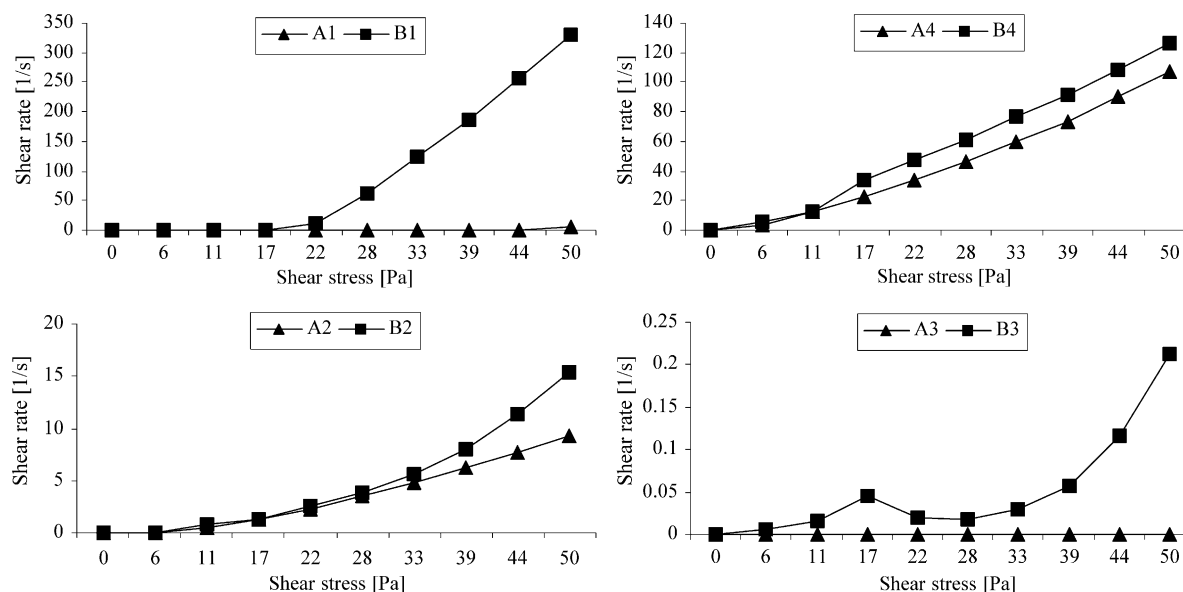 350
300
250
200
150
100
50
0
Shear rate [1/s]
A1 B1
0 6 11 17 22 28 33 39 44 50
Shear stress [Pa]
140
120
100
80
60
40
20
0
Shear rate [1/s]
A4 B4
0 6 11 17 22 28 33 39 44 50
Shear stress [Pa]
20
15
10
5
0
Shear rate [1/s]
A2 B2
0 6 11 17 22 28 33 39 44 50
Shear stress [Pa]
0.25
0.2
0.15
0.1
0.05
0
Shear rate [1/s]
A3 B3
0 6 11 17 22 28 33 39 44 50
Shear stress [Pa]